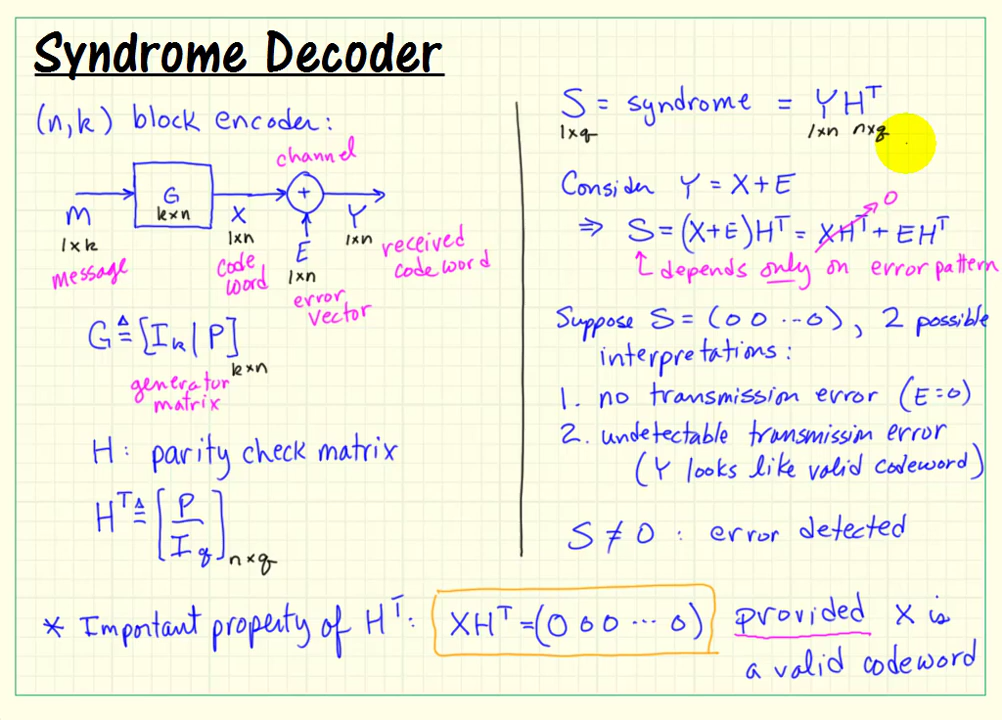 Syndrome Decoder
(n,k) block encoder:
channel
G
k×n
+
M
1×k
message
X
1×n
code
word
E
1×n
error
vector
Y
1×n
received
code word
G ≜ [I_k | P] k×n
generator
matrix
H: parity check matrix
H^T ≜ [P / I_q] n×q
S = syndrome = YH^T
1×q 1×n n×q
Consider Y = X+E
⇒ S = (X+E)H^T = XH^T + EH^T
0
depends only on error pattern
Suppose S = (0 0 ··· 0), 2 possible
interpretations:
1. no transmission error (E=0)
2. undetectable transmission error
(Y looks like valid codeword)
S ≠ 0 : error detected
* Important property of H^T: XH^T = (0 0 0 ··· 0) provided X is
a valid codeword